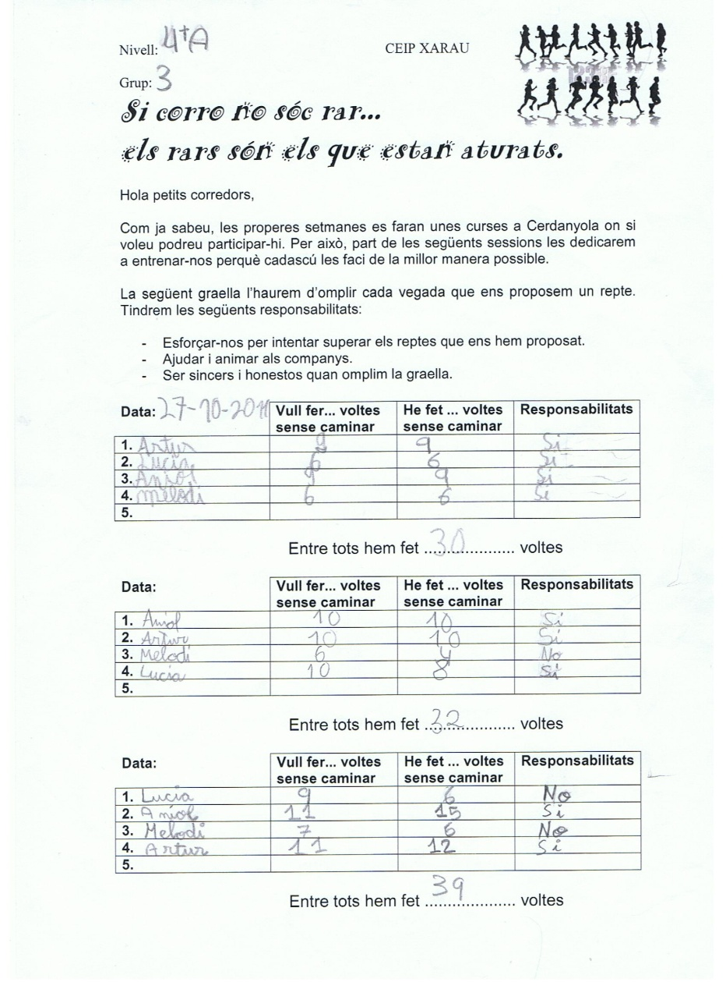 Nivell: 4tA
CEIP XARAU
Grup: 3
Si corro no sóc rar...
els rars són els que estan aturats.
Hola petits corredors,
Com ja sabeu, les properes setmanes es faran unes curses a Cerdanyola on si
voleu podreu participar-hi. Per això, part de les següents sessions les dedicarem
a entrenar-nos perquè cadascú les faci de la millor manera possible.
La següent graella l'haurem d'omplir cada vegada que ens proposem un repte.
Tindrem les següents responsabilitats:
- Esforçar-nos per intentar superar els reptes que ens hem proposat.
- Ajudar i animar als companys.
- Ser sincers i honestos quan omplim la graella.
Data: 27-10-2011 Vull fer... voltes sense caminar He fet ... voltes sense caminar Responsabilitats
1. Artur 9 9 Si
2. Lucia 6 6 Si
3. Aniol 9 9 Si
4. Melodi 6 6 Si
5.
Entre tots hem fet ...30... voltes
Data: Vull fer... voltes sense caminar He fet ... voltes sense caminar Responsabilitats
1. Aniol 10 10 Si
2. Artur 10 10 Si
3. Melodi 6 4 No
4. Lucia 10 8 Si
5.
Entre tots hem fet ...32... voltes
Data: Vull fer... voltes sense caminar He fet ... voltes sense caminar Responsabilitats
1. Lucia 9 6 No
2. Aniol 11 15 Si
3. Melodi 7 6 No
4. Artur 11 12 Si
5.
Entre tots hem fet ...39... voltes